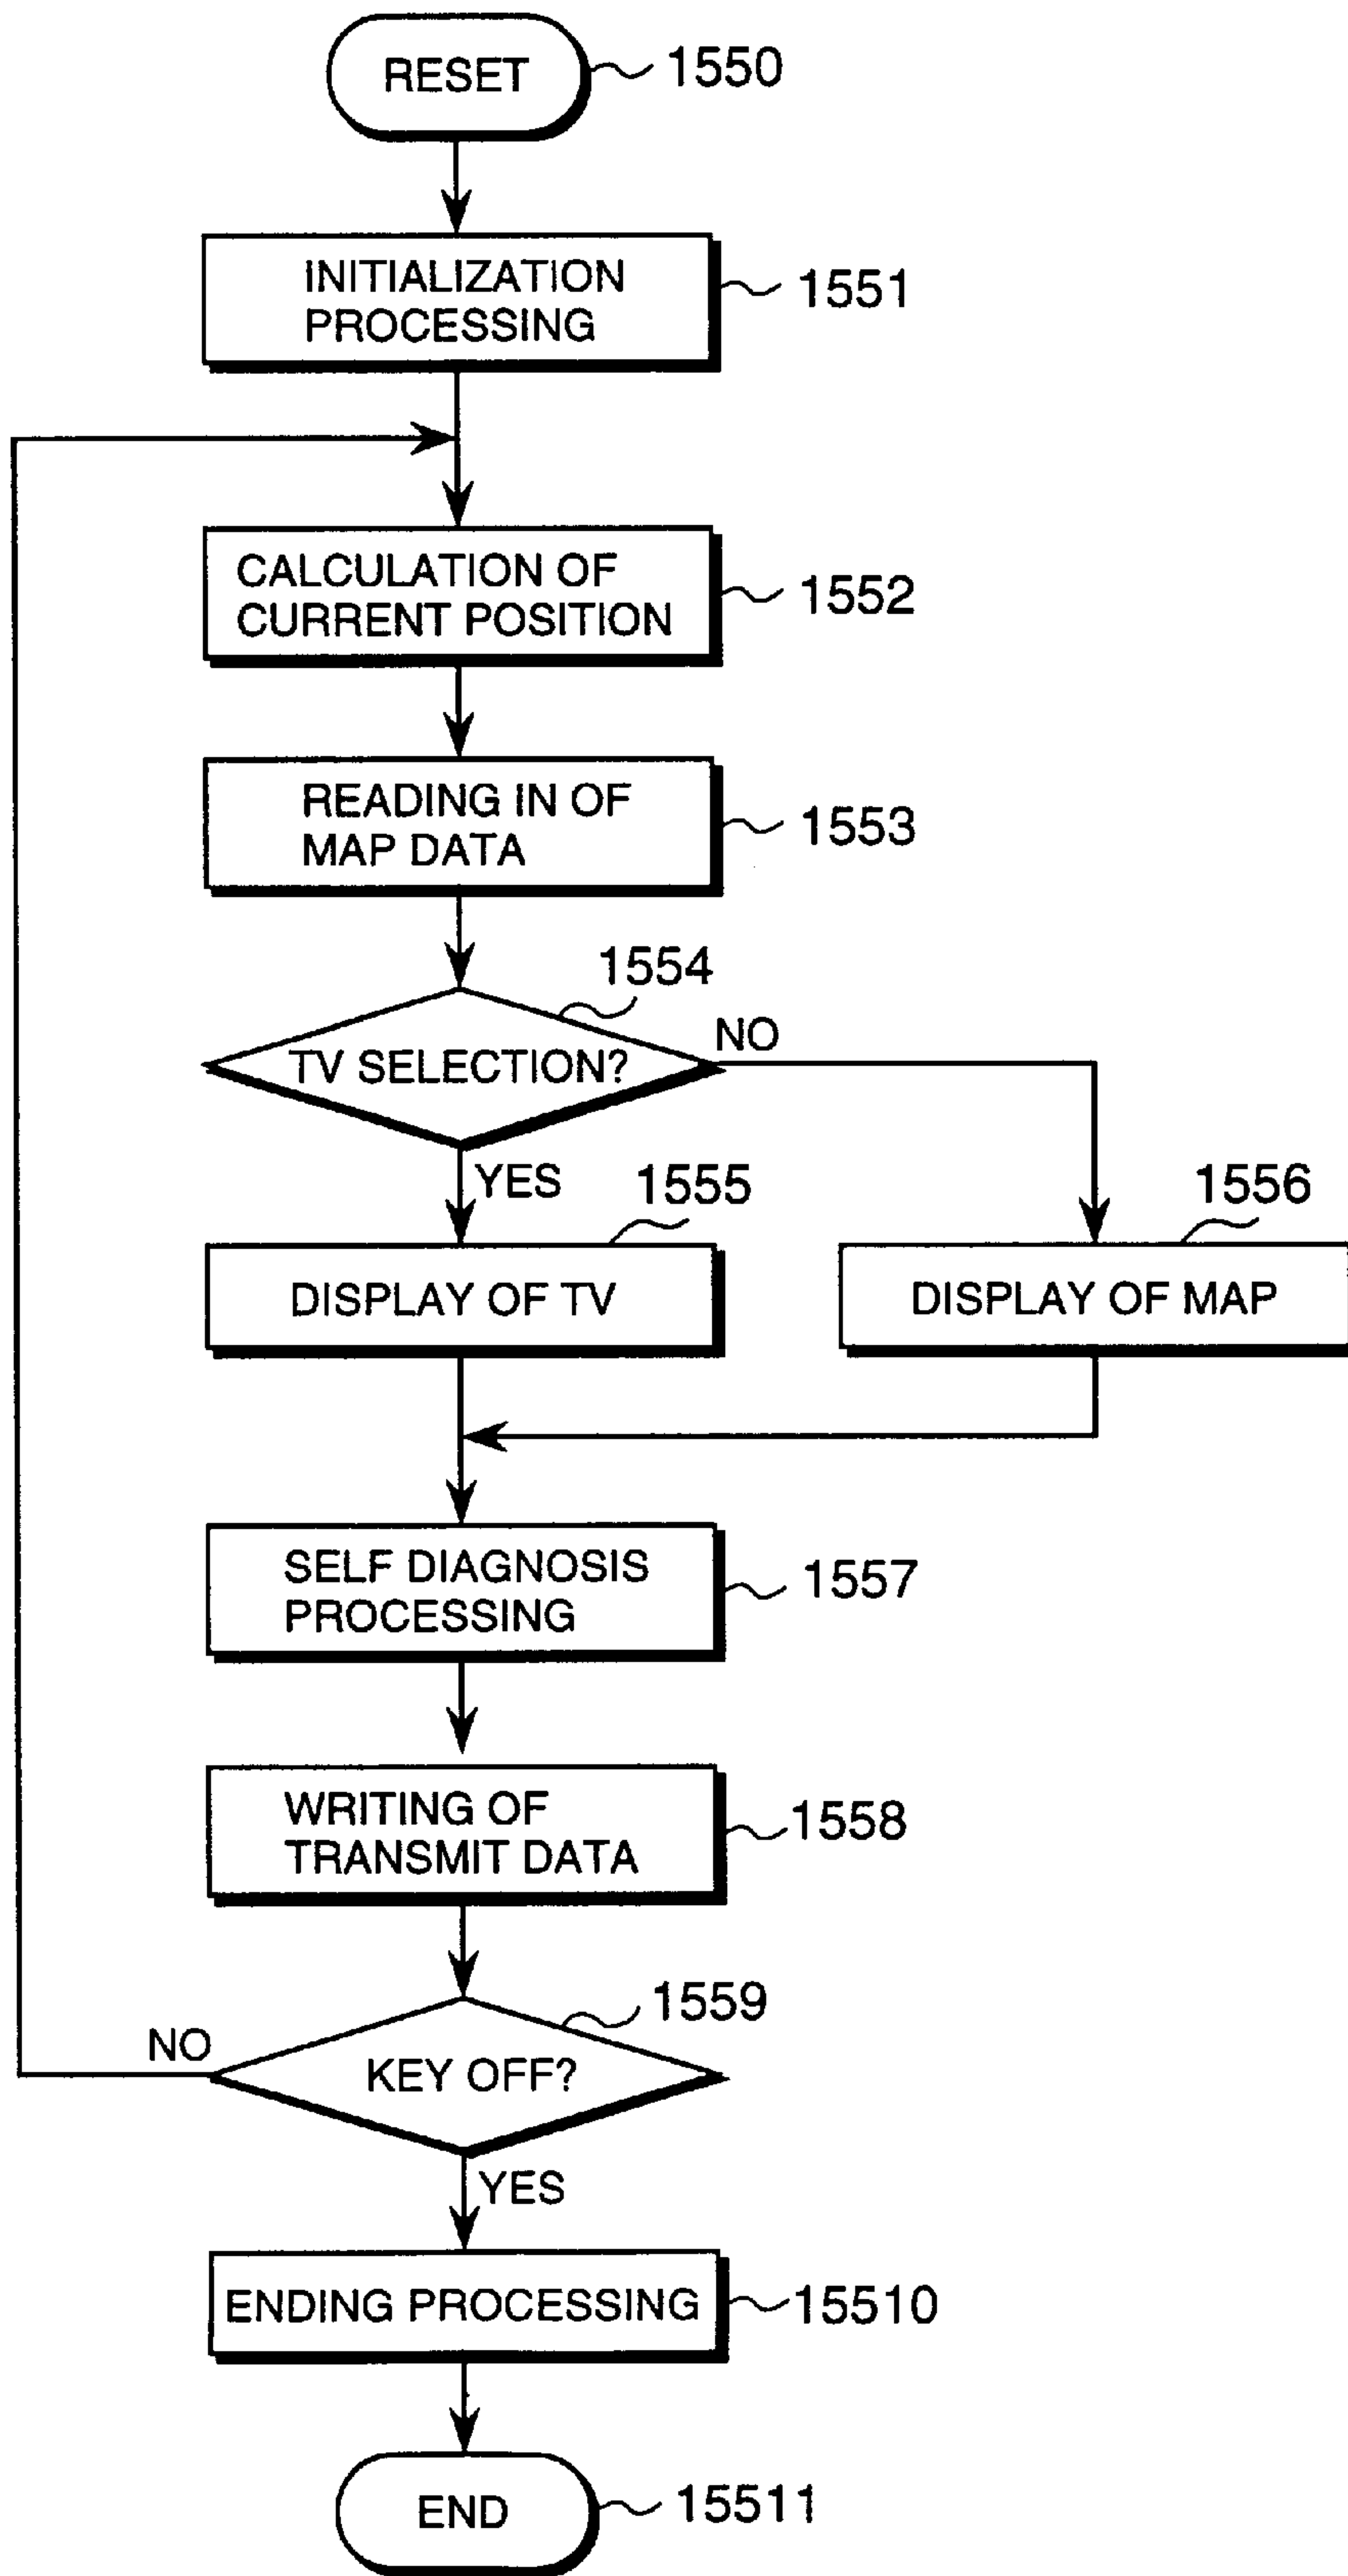 RESET
1550
INITIALIZATION
PROCESSING
1551
CALCULATION OF
CURRENT POSITION
1552
READING IN OF
MAP DATA
1553
1554
TV SELECTION?
NO
YES
1555
1556
DISPLAY OF TV
DISPLAY OF MAP
SELF DIAGNOSIS
PROCESSING
1557
WRITING OF
TRANSMIT DATA
1558
1559
NO
KEY OFF?
YES
ENDING PROCESSING
15510
END
15511